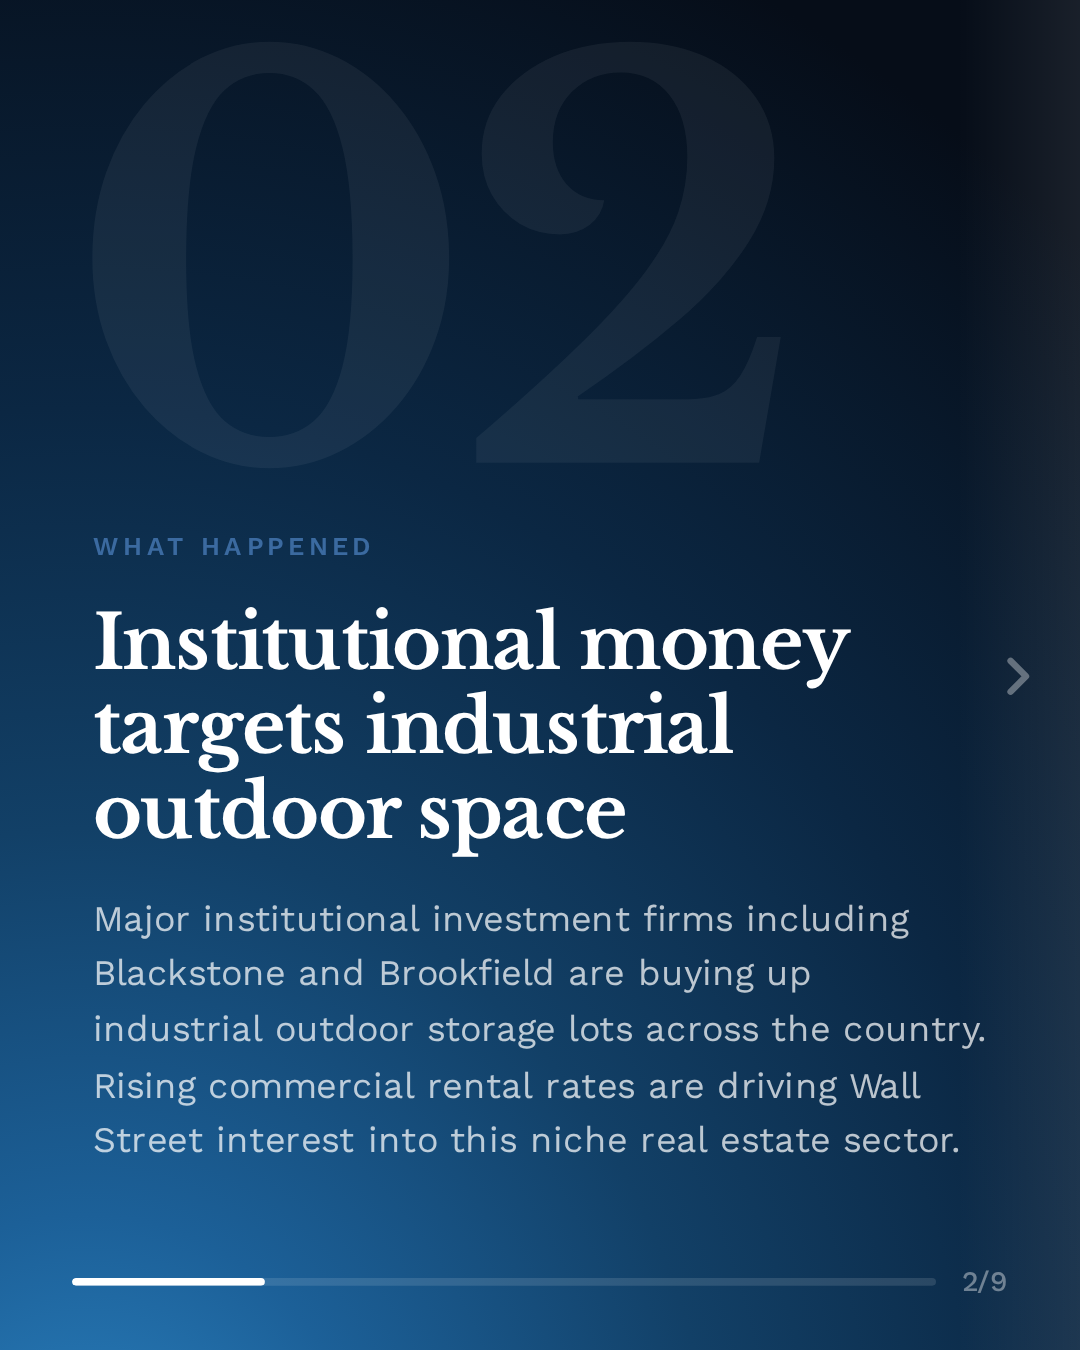 02
WHAT HAPPENED
Institutional money
targets industrial
outdoor space
Major institutional investment firms including
Blackstone and Brookfield are buying up
industrial outdoor storage lots across the country.
Rising commercial rental rates are driving Wall
Street interest into this niche real estate sector.
2/9